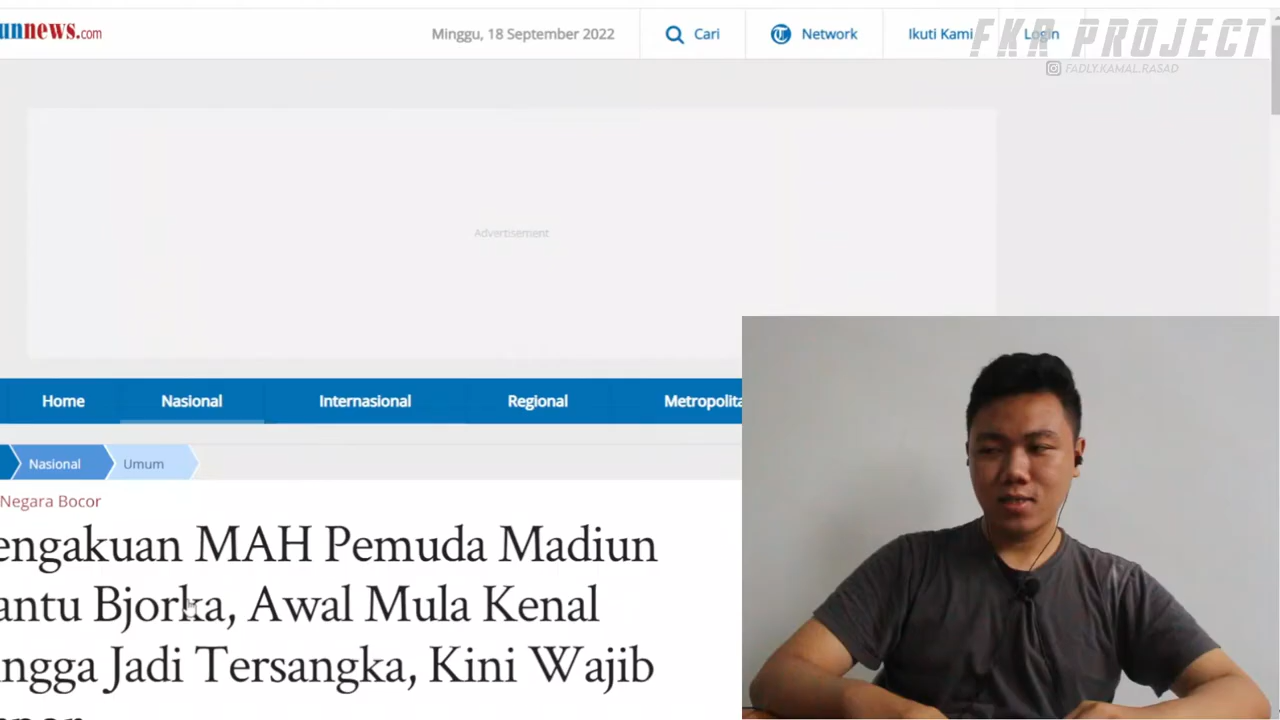 unnews.com
Minggu, 18 September 2022
Cari
Network
Ikuti Kami
Login
FKR PROJECT
FADLY.KAMAL.RASAD
Advertisement
Home
Nasional
Internasional
Regional
Metropolita
Nasional
Umum
Negara Bocor
engakuan MAH Pemuda Madiun
antu Bjorka, Awal Mula Kenal
ingga Jadi Tersangka, Kini Wajib